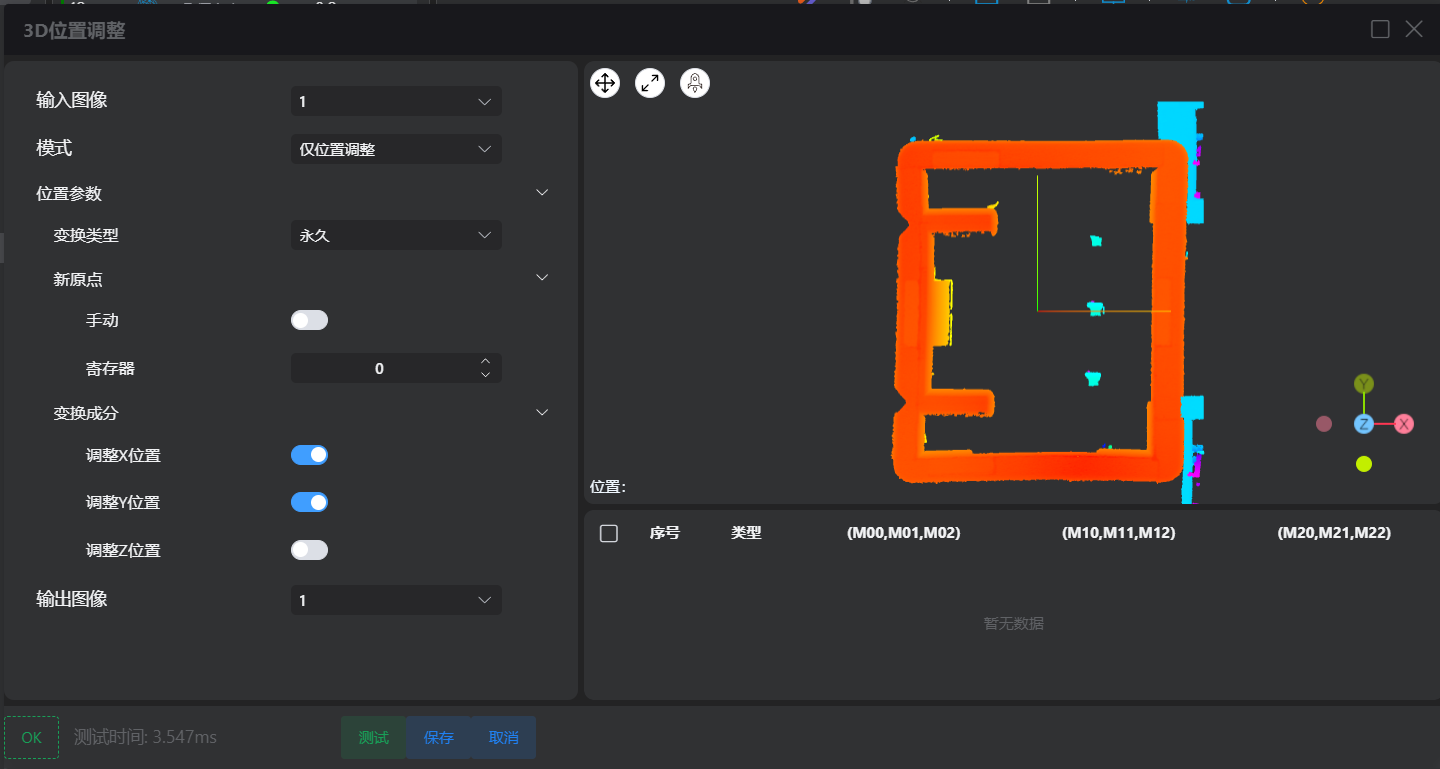 3D位置调整
输入图像 1
模式 仅位置调整
位置参数
变换类型 永久
新原点
手动
寄存器 0
变换成分
调整X位置
调整Y位置
调整Z位置
输出图像 1
Y
Z X
位置:
序号 类型 (M00,M01,M02) (M10,M11,M12) (M20,M21,M22)
暂无数据
OK 测试时间: 3.547ms 测试 保存 取消